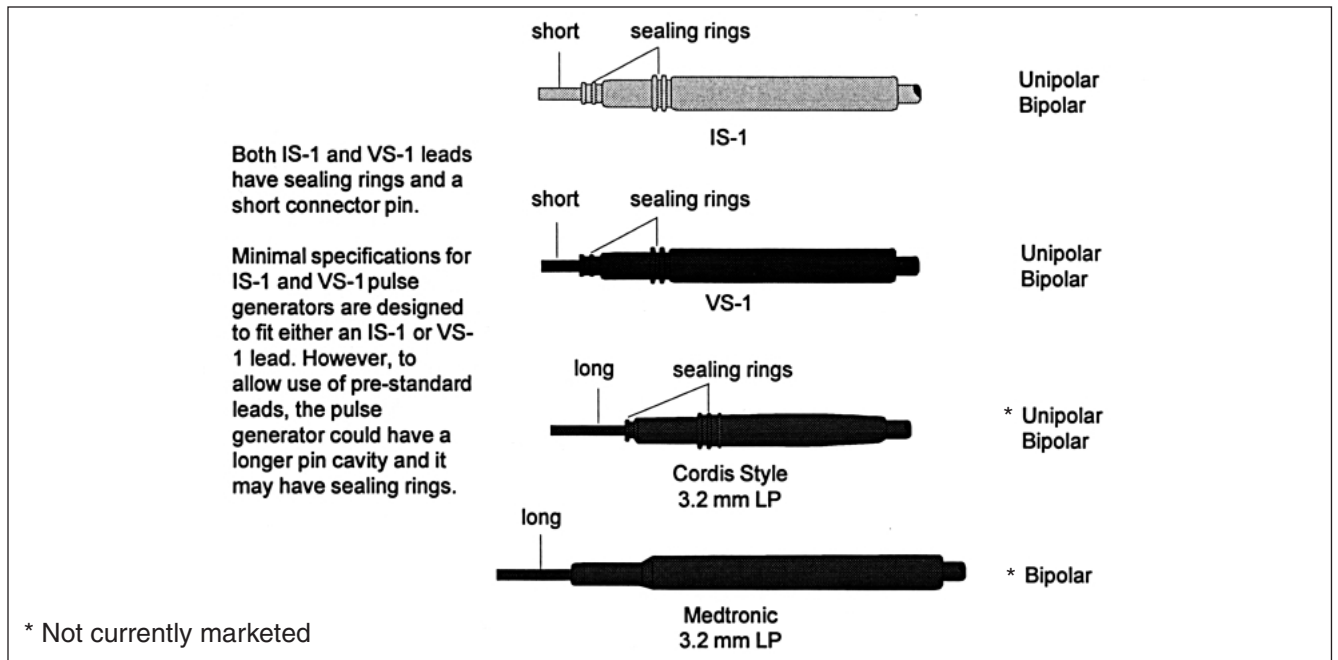 short sealing rings
Unipolar
Bipolar
IS-1
Both IS-1 and VS-1 leads
have sealing rings and a
short connector pin.
Minimal specifications for
IS-1 and VS-1 pulse
generators are designed
to fit either an IS-1 or VS-
1 lead. However, to
allow use of pre-standard
leads, the pulse
generator could have a
longer pin cavity and it
may have sealing rings.
short sealing rings
Unipolar
Bipolar
VS-1
long sealing rings
* Unipolar
Bipolar
Cordis Style
3.2 mm LP
long
* Bipolar
Medtronic
3.2 mm LP
* Not currently marketed